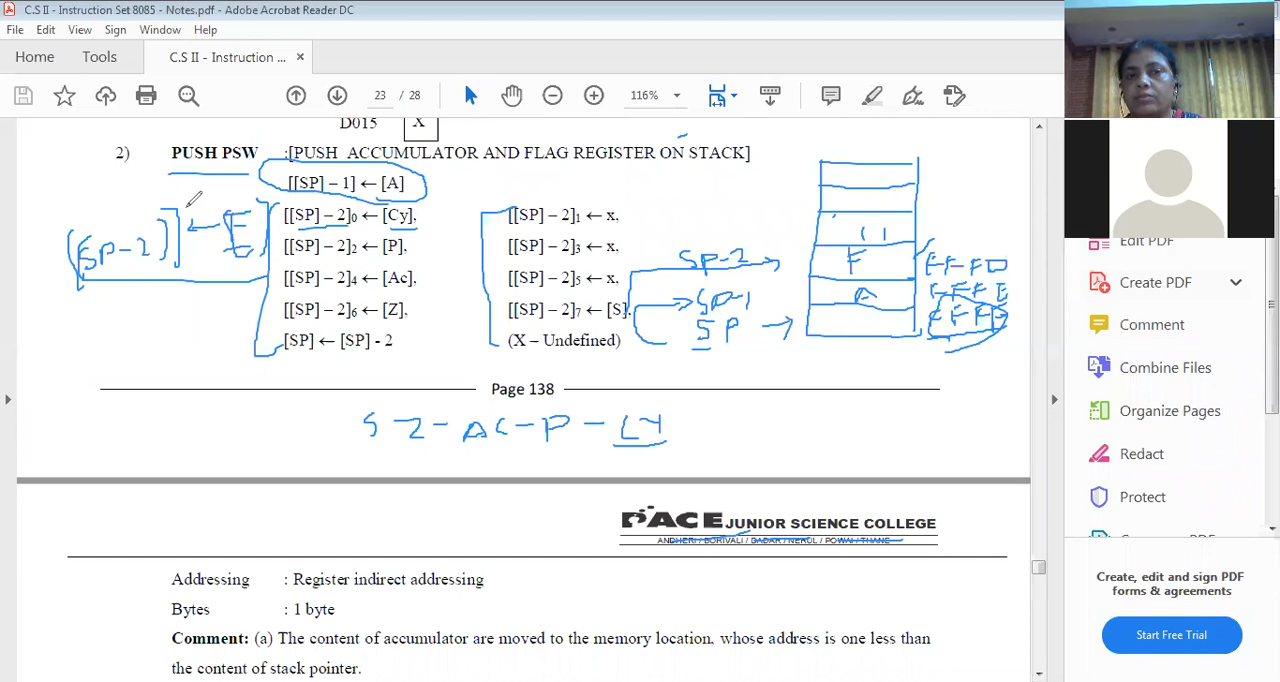 C.S II - Instruction Set 8085 - Notes.pdf - Adobe Acrobat Reader DC
File Edit View Sign Window Help
Home Tools C.S II - Instruction ... ×
23 / 28 116%
D015 X
2) PUSH PSW :[PUSH ACCUMULATOR AND FLAG REGISTER ON STACK]
[[SP] – 1] ← [A]
[[SP] – 2]0 ← [Cy], [[SP] – 2]1 ← x,
[[SP] – 2]2 ← [P], [[SP] – 2]3 ← x,
[[SP] – 2]4 ← [Ac], [[SP] – 2]5 ← x,
[[SP] – 2]6 ← [Z], [[SP] – 2]7 ← [S],
[SP] ← [SP] - 2 (X – Undefined)
SP-2
SP-1
SP
F
A
Page 138
S Z - AC - P - CY
PACE JUNIOR SCIENCE COLLEGE
ANDHERI / BORIVALI / DADAR / NERUL / POWAI / THANE
Addressing : Register indirect addressing
Bytes : 1 byte
Comment: (a) The content of accumulator are moved to the memory location, whose address is one less than
the content of stack pointer.
Edit PDF
Create PDF
Comment
Combine Files
Organize Pages
Redact
Protect
Create, edit and sign PDF
forms & agreements
Start Free Trial